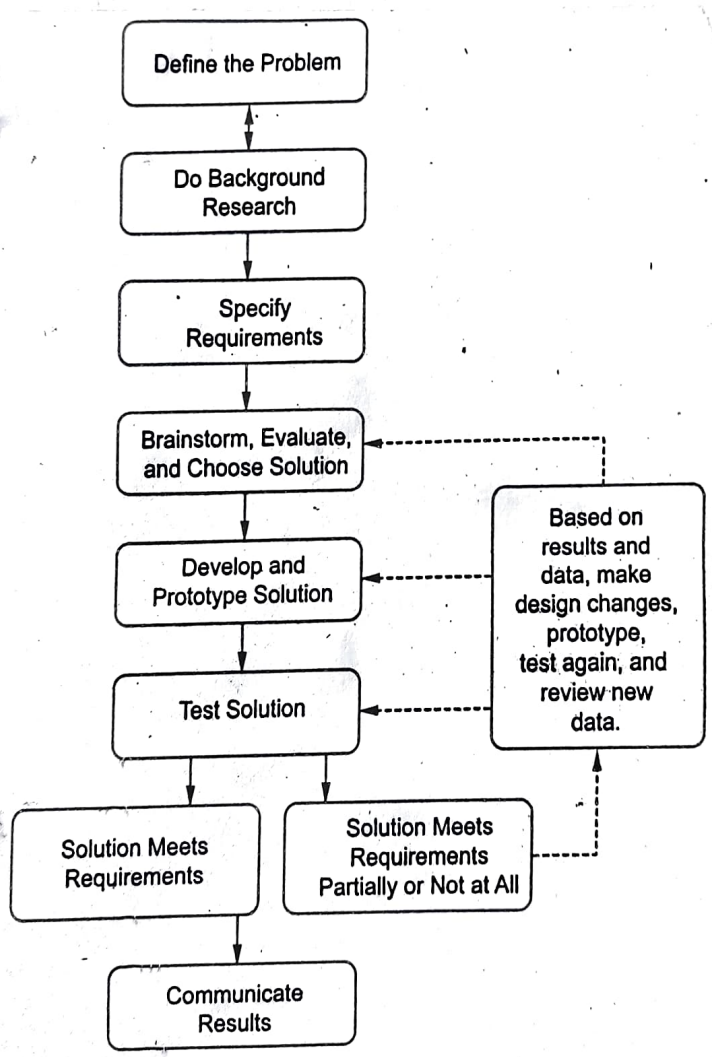 Define the Problem
Do Background
Research
Specify
Requirements
Brainstorm, Evaluate,
and Choose Solution
Develop and
Prototype Solution
Test Solution
Based on
results and
data, make
design changes,
prototype,
test again, and
review new
data.
Solution Meets
Requirements
Solution Meets
Requirements
Partially or Not at All
Communicate
Results